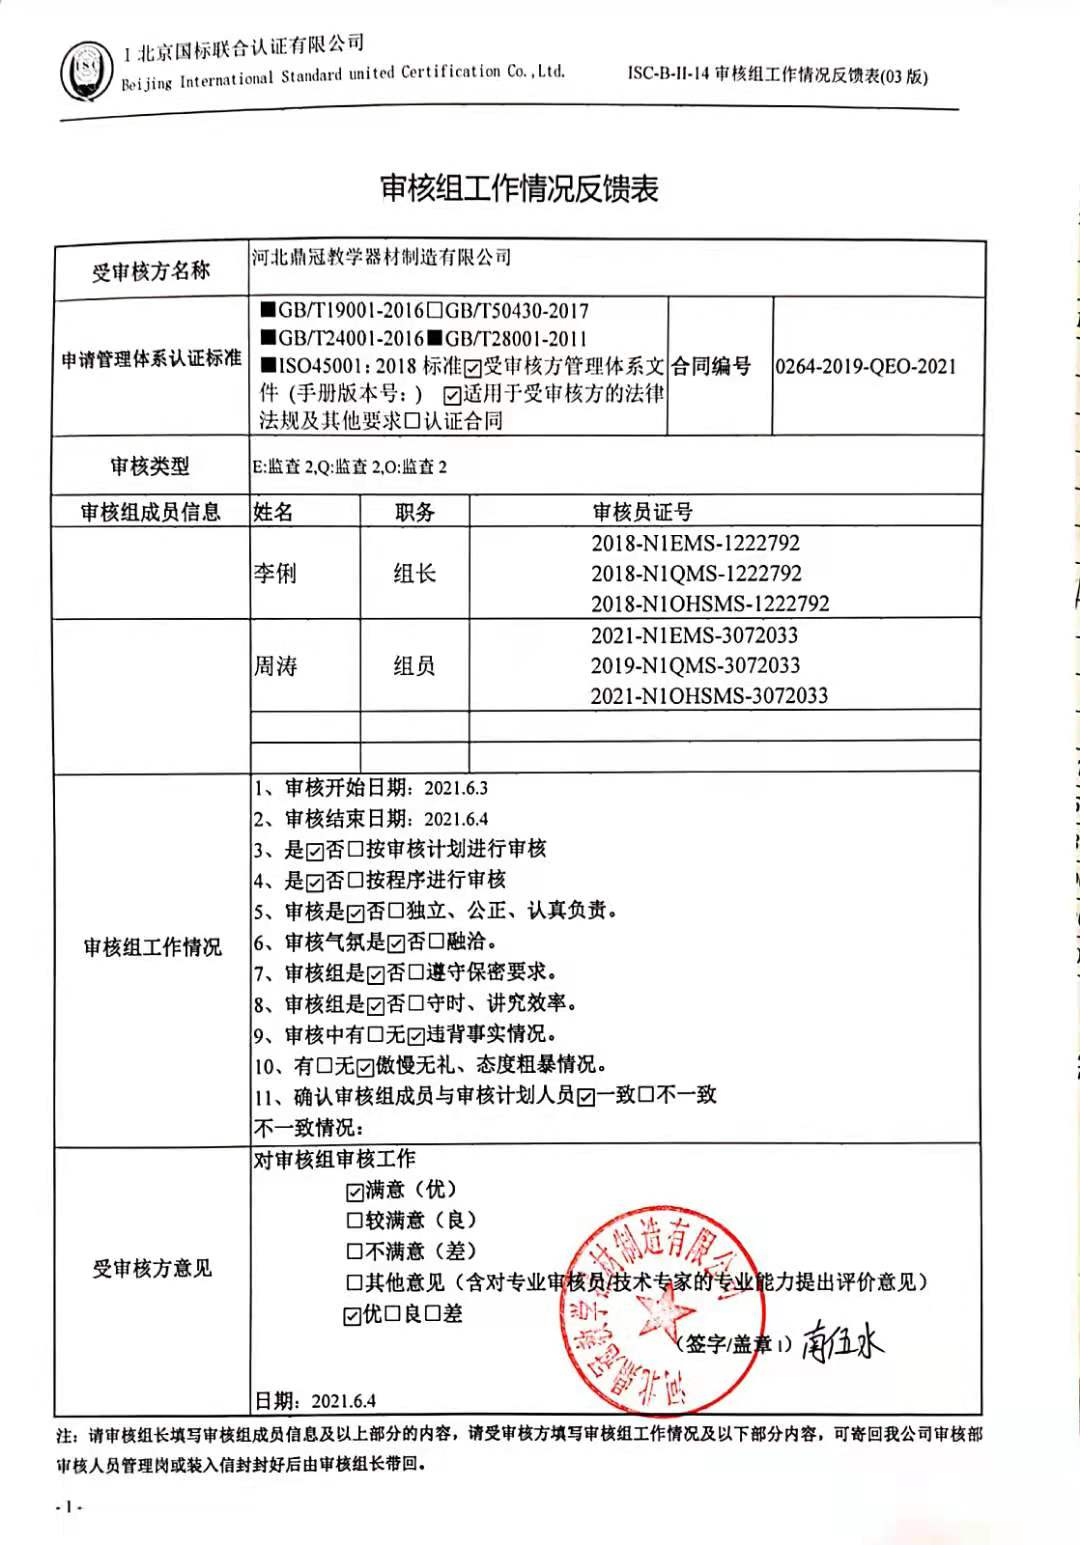 ISC
1 北京国标联合认证有限公司
Beijing International Standard united Certification Co.,Ltd.
ISC-B-II-14 审核组工作情况反馈表(03 版)
审核组工作情况反馈表
受审核方名称
河北鼎冠教学器材制造有限公司
申请管理体系认证标准
■GB/T19001-2016□GB/T50430-2017
■GB/T24001-2016■GB/T28001-2011
■ISO45001: 2018 标准☑受审核方管理体系文
件（手册版本号：） ☑适用于受审核方的法律
法规及其他要求□认证合同
合同编号
0264-2019-QEO-2021
审核类型
E:监查 2,Q:监查 2,O:监查 2
审核组成员信息
姓名
职务
审核员证号
李俐
组长
2018-N1EMS-1222792
2018-N1QMS-1222792
2018-N1OHSMS-1222792
周涛
组员
2021-N1EMS-3072033
2019-N1QMS-3072033
2021-N1OHSMS-3072033
审核组工作情况
1、审核开始日期：2021.6.3
2、审核结束日期：2021.6.4
3、是☑否□按审核计划进行审核
4、是☑否□按程序进行审核
5、审核是☑否□独立、公正、认真负责。
6、审核气氛是☑否□融洽。
7、审核组是☑否□遵守保密要求。
8、审核组是☑否□守时、讲究效率。
9、审核中有□无☑违背事实情况。
10、有□无☑傲慢无礼、态度粗暴情况。
11、确认审核组成员与审核计划人员☑一致□不一致
不一致情况：
受审核方意见
对审核组审核工作
☑满意（优）
□较满意（良）
□不满意（差）
□其他意见（含对专业审核员/技术专家的专业能力提出评价意见）
☑优□良□差
（签字/盖章）南伍水
河北鼎冠教学器材制造有限公司
日期：2021.6.4
注：请审核组长填写审核组成员信息及以上部分的内容，请受审核方填写审核组工作情况及以下部分内容，可寄回我公司审核部
审核人员管理岗或装入信封封好后由审核组长带回。
- 1 -